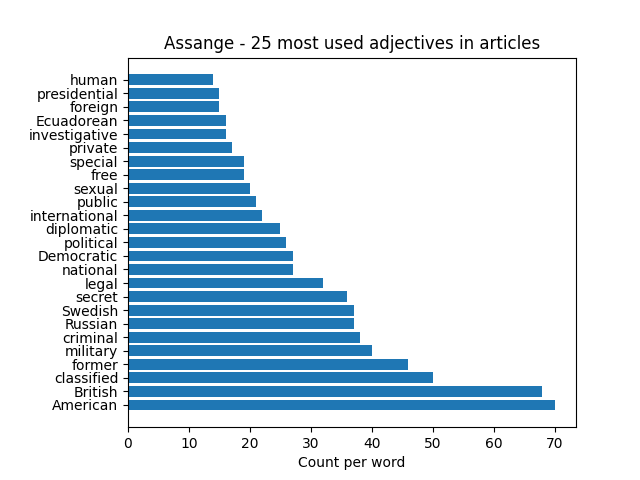 Assange - 25 most used adjectives in articles
human
presidential
foreign
Ecuadorean
investigative
private
special
free
sexual
public
international
diplomatic
political
Democratic
national
legal
secret
Swedish
Russian
criminal
military
former
classified
British
American
0 10 20 30 40 50 60 70
Count per word